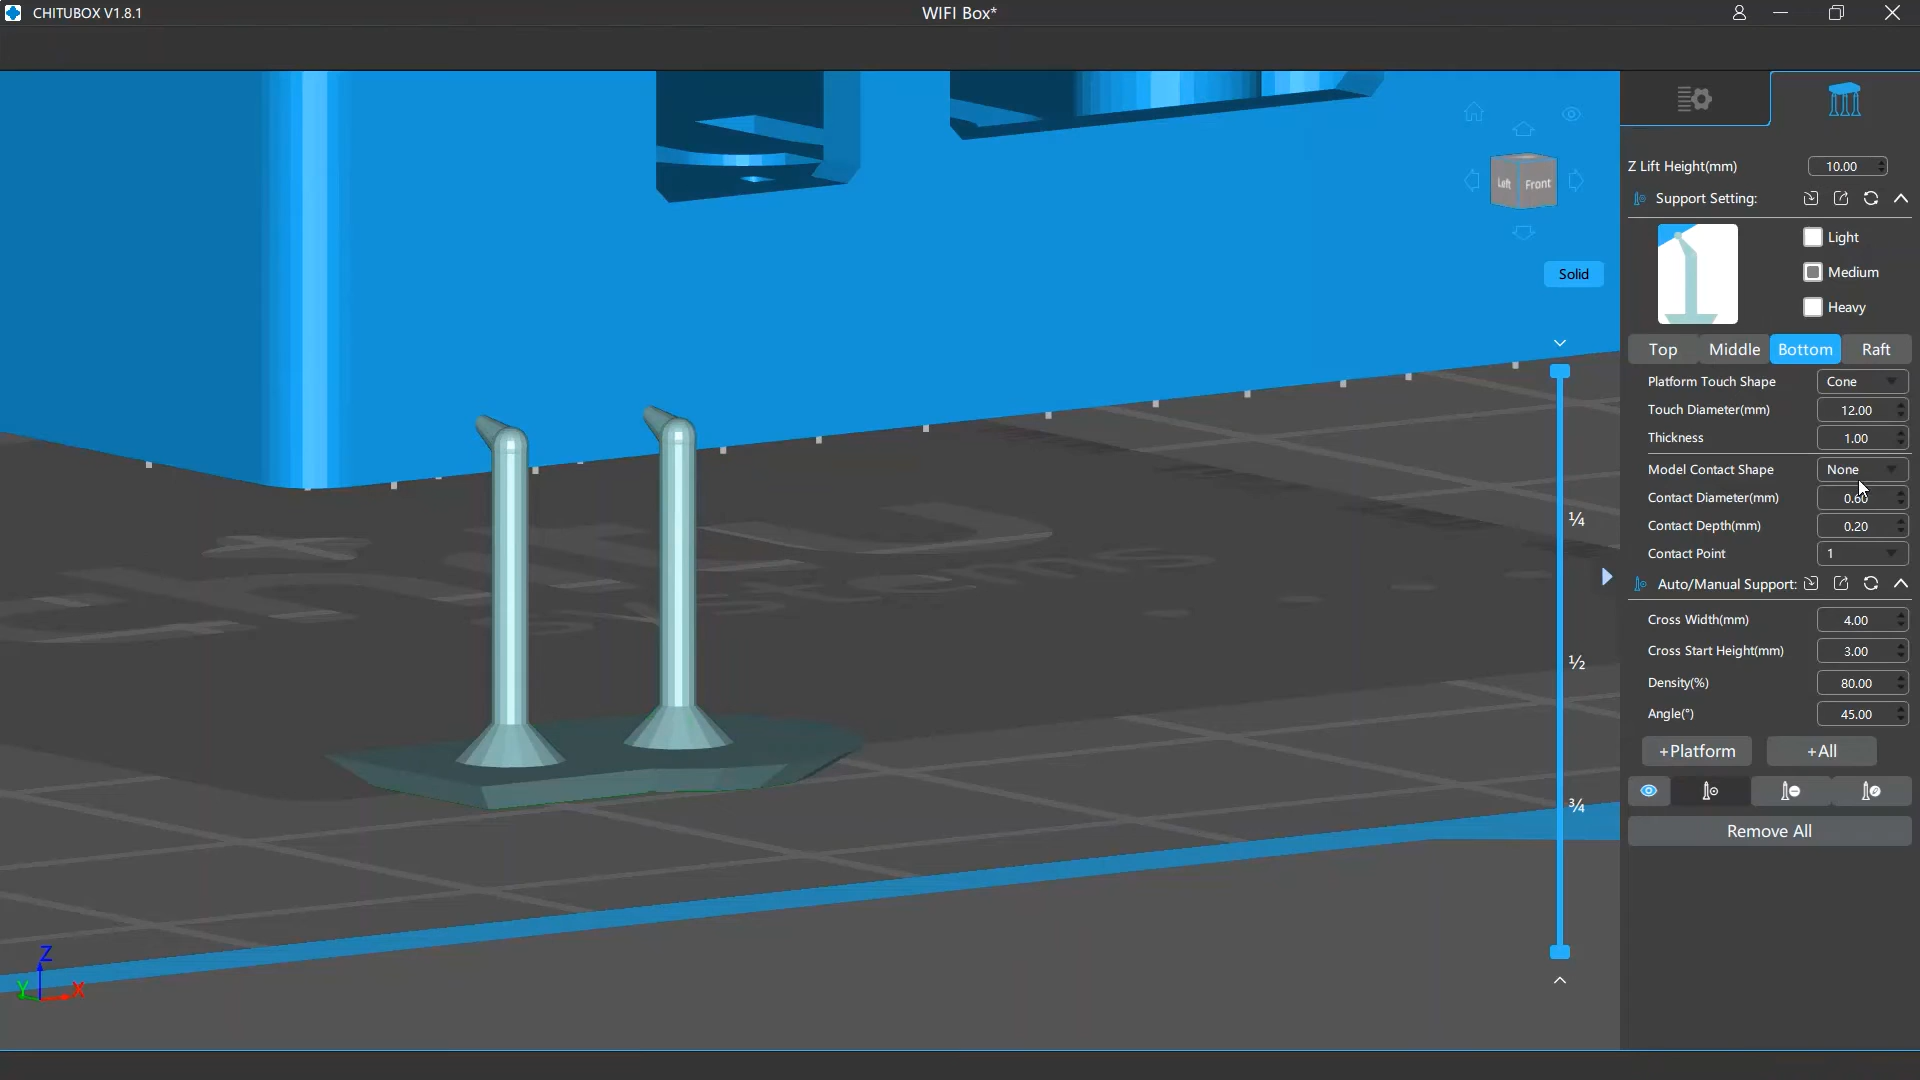 CHITUBOX V1.8.1
WIFI Box*
Z Lift Height(mm) 10.00
Support Setting:
Left Front
Light
Solid
Medium
Heavy
Top Middle Bottom Raft
Platform Touch Shape Cone
Touch Diameter(mm) 12.00
Thickness 1.00
Model Contact Shape None
Contact Diameter(mm) 0.60
¼
Contact Depth(mm) 0.20
Contact Point 1
Auto/Manual Support:
Cross Width(mm) 4.00
Cross Start Height(mm) 3.00
½
Density(%) 80.00
Angle(°) 45.00
+Platform +All
¾
Remove All
Z
Y X